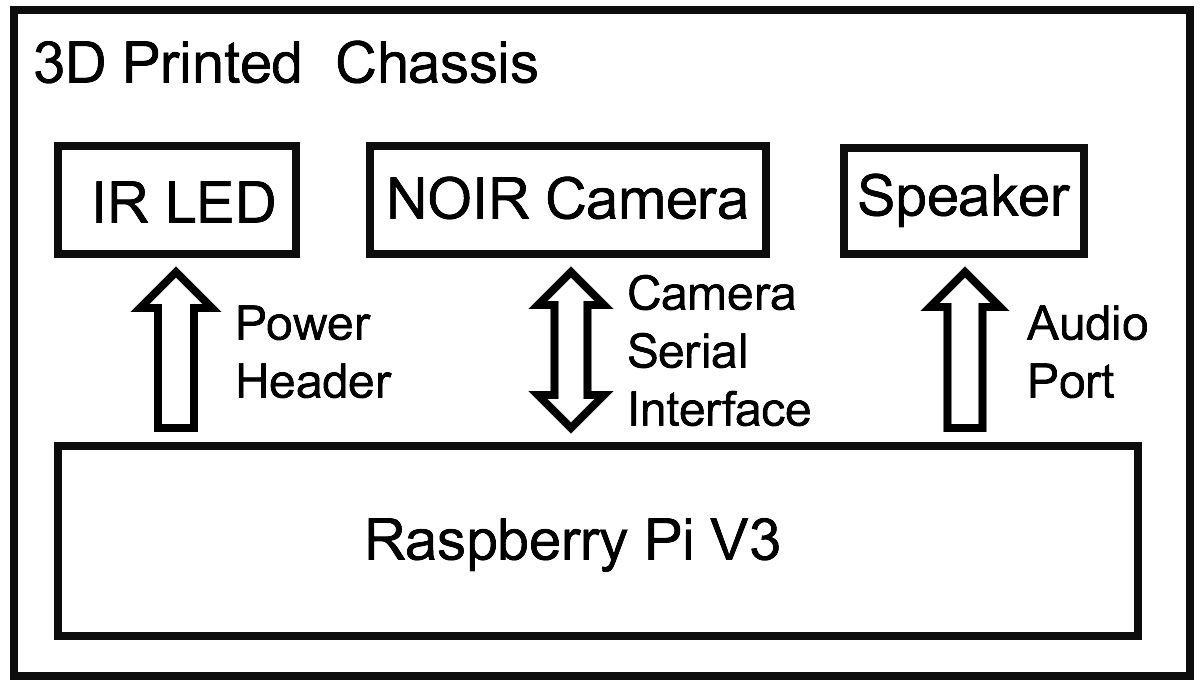 3D Printed Chassis
IR LED
NOIR Camera
Speaker
Power
Header
Camera
Serial
Interface
Audio
Port
Raspberry Pi V3